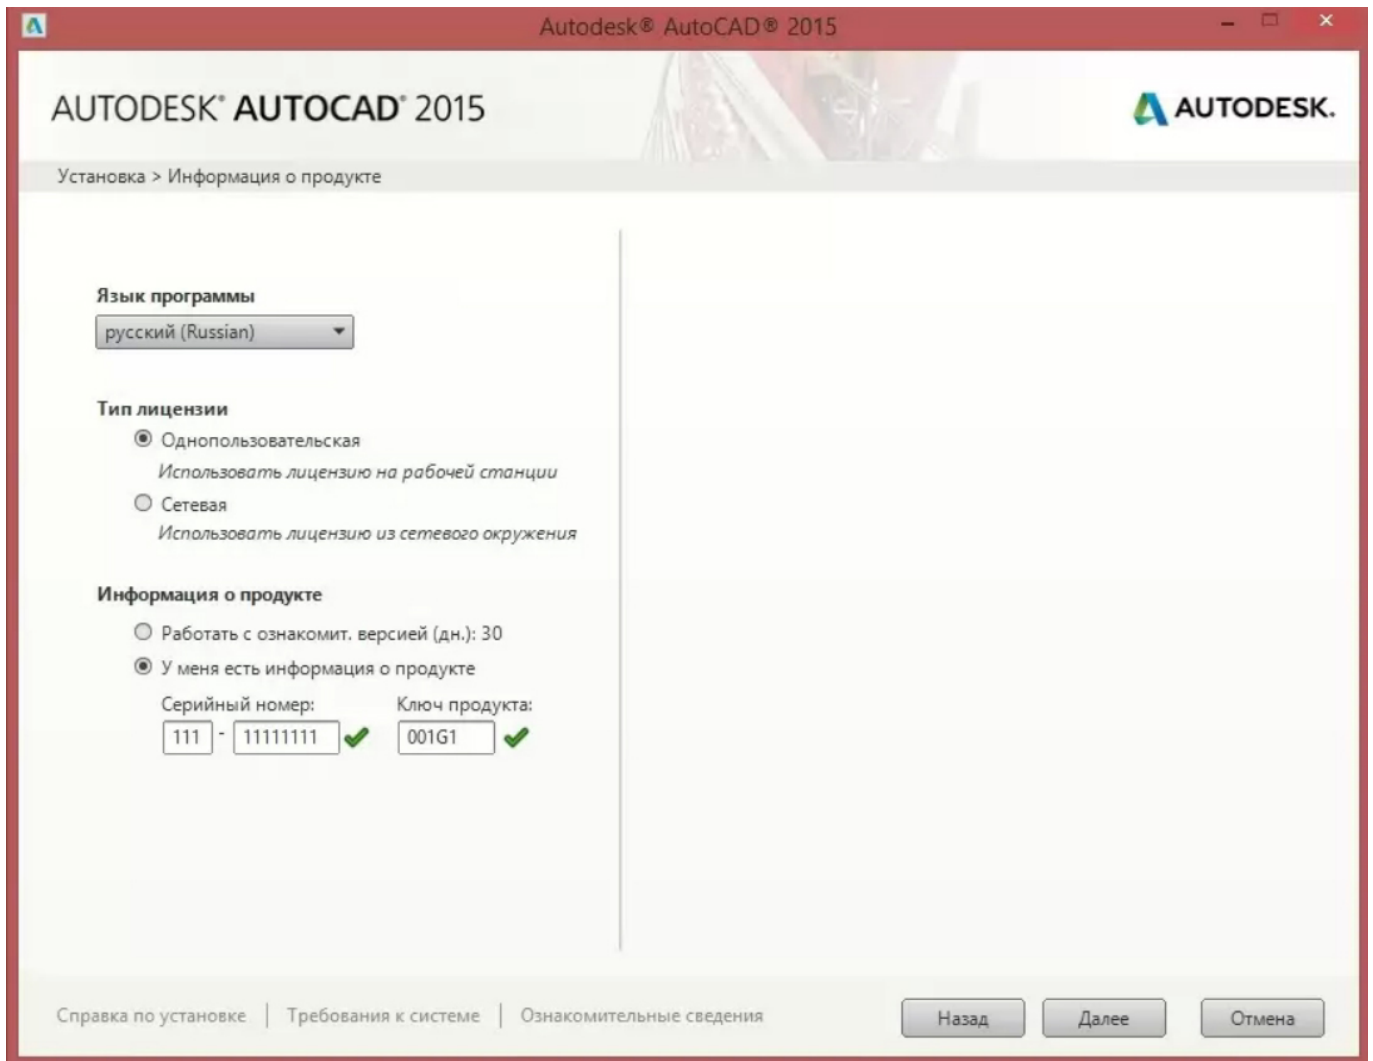 Autodesk® AutoCAD® 2015
AUTODESK® AUTOCAD® 2015
AUTODESK.
Установка > Информация о продукте
Язык программы
русский (Russian)
Тип лицензии
Однопользовательская
Использовать лицензию на рабочей станции
Сетевая
Использовать лицензию из сетевого окружения
Информация о продукте
Работать с ознакомит. версией (дн.): 30
У меня есть информация о продукте
Серийный номер: Ключ продукта:
111 - 11111111 001G1
Справка по установке | Требования к системе | Ознакомительные сведения Назад Далее Отмена